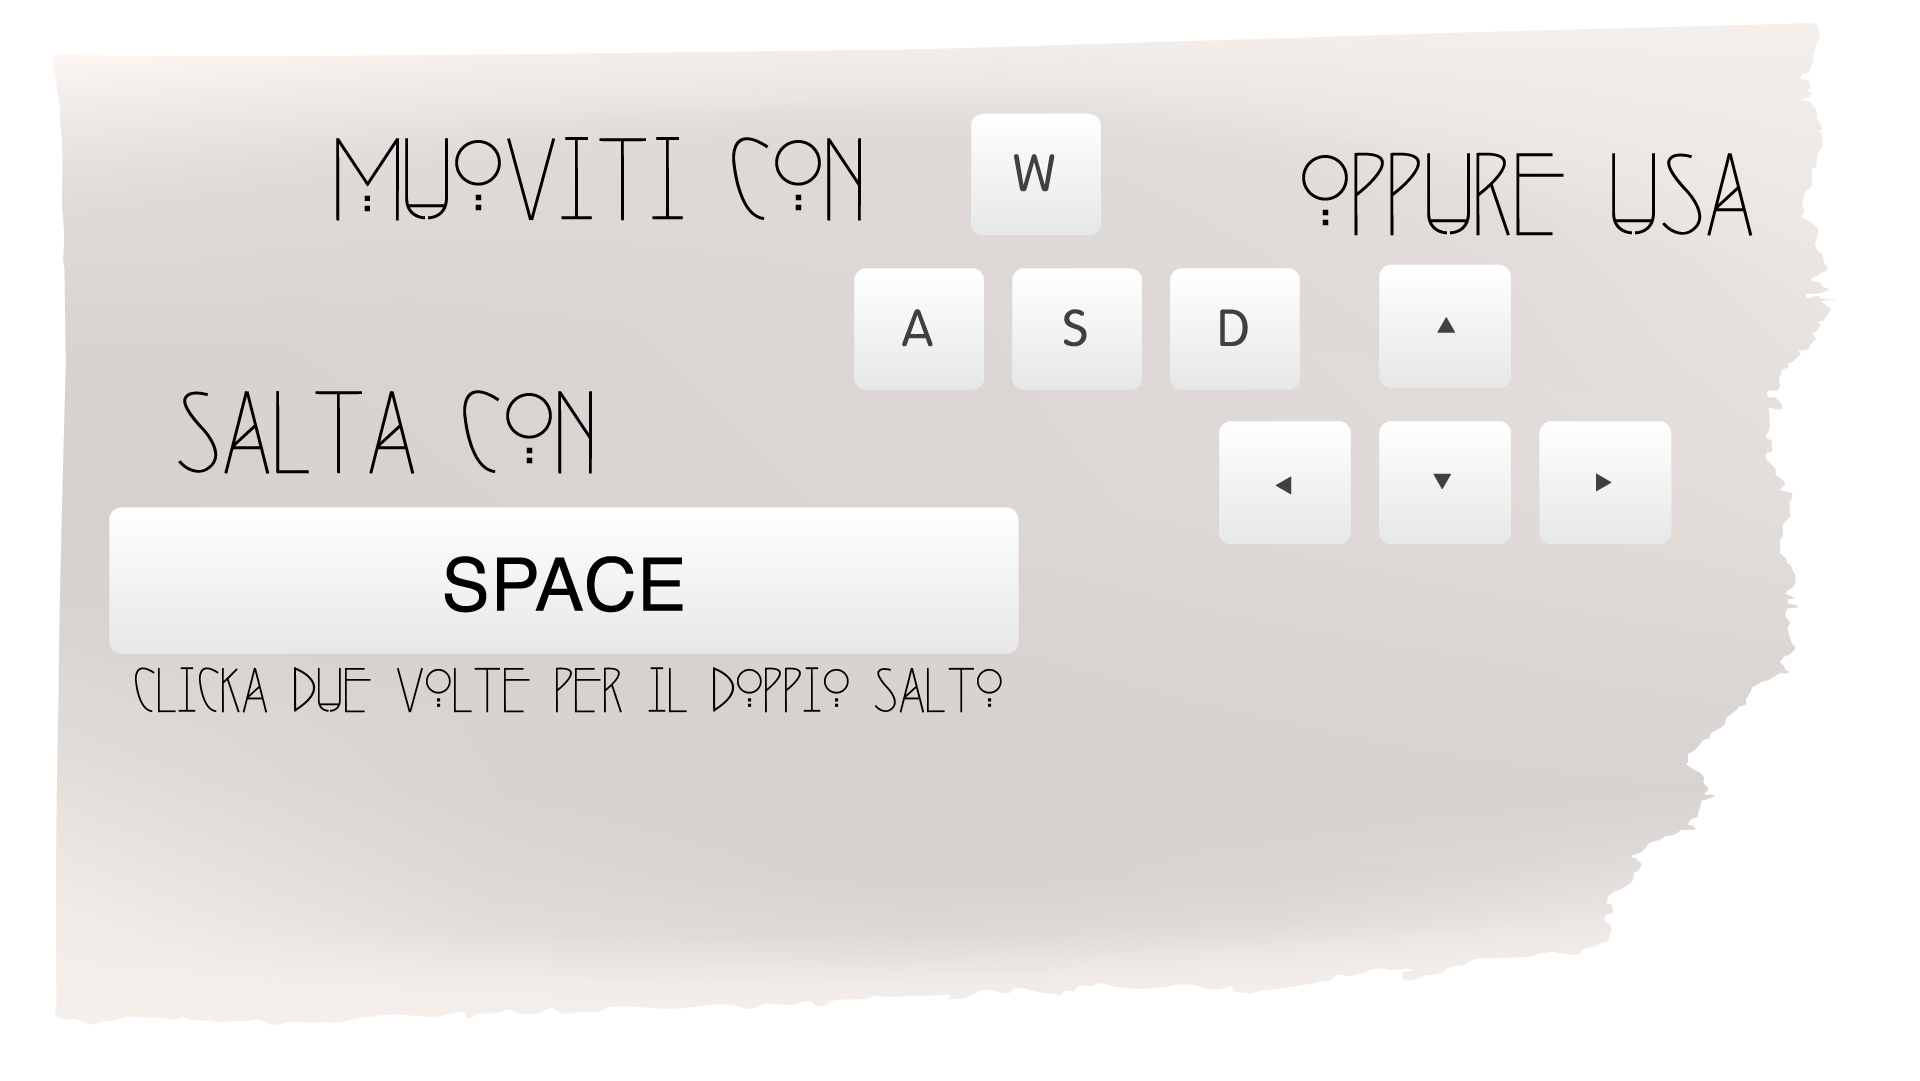 MUOVITI CON
W
OPPURE USA
A S D
▲
SALTA CON
◀ ▼ ▶
SPACE
CLICKA DUE VOLTE PER IL DOPPIO SALTO